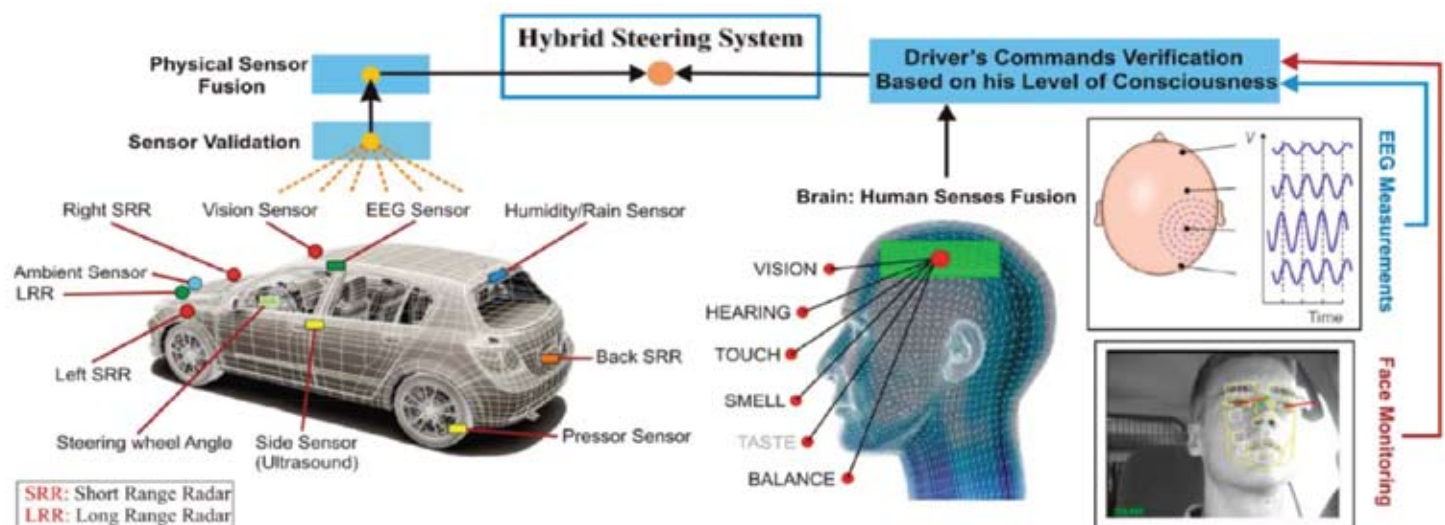 Hybrid Steering System
Physical Sensor
Fusion
Driver's Commands Verification
Based on his Level of Consciousness
Sensor Validation
Right SRR
Vision Sensor
EEG Sensor
Humidity/Rain Sensor
Ambient Sensor
LRR
Left SRR
Back SRR
Steering wheel Angle
Side Sensor
(Ultrasound)
Pressor Sensor
SRR: Short Range Radar
LRR: Long Range Radar
Brain: Human Senses Fusion
VISION
HEARING
TOUCH
SMELL
TASTE
BALANCE
V
Time
EEG Measurements
Face Monitoring